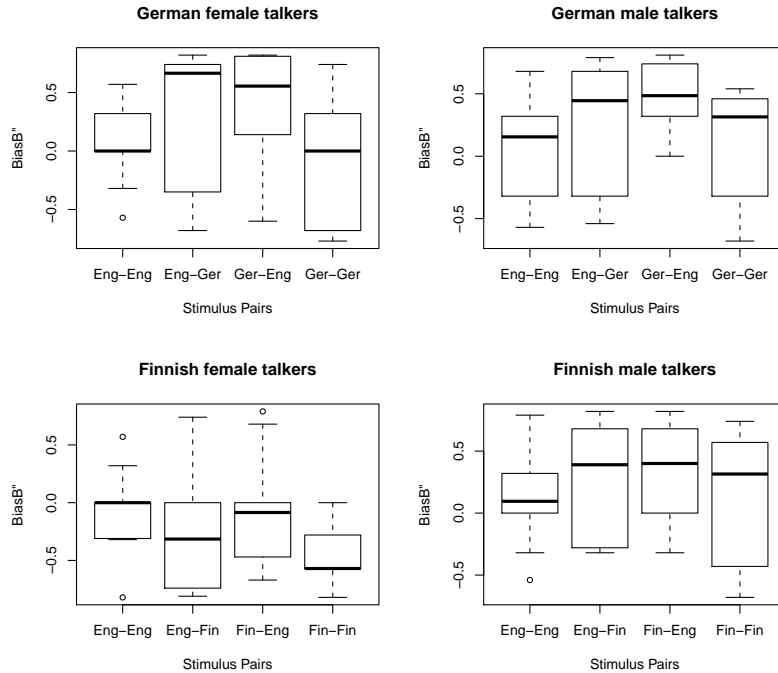 German female talkers
BiasB"
0.5
0.0
−0.5
Eng−Eng Eng−Ger Ger−Eng Ger−Ger
Stimulus Pairs
German male talkers
BiasB"
0.5
0.0
−0.5
Eng−Eng Eng−Ger Ger−Eng Ger−Ger
Stimulus Pairs
Finnish female talkers
BiasB"
0.5
0.0
−0.5
Eng−Eng Eng−Fin Fin−Eng Fin−Fin
Stimulus Pairs
Finnish male talkers
BiasB"
0.5
0.0
−0.5
Eng−Eng Eng−Fin Fin−Eng Fin−Fin
Stimulus Pairs